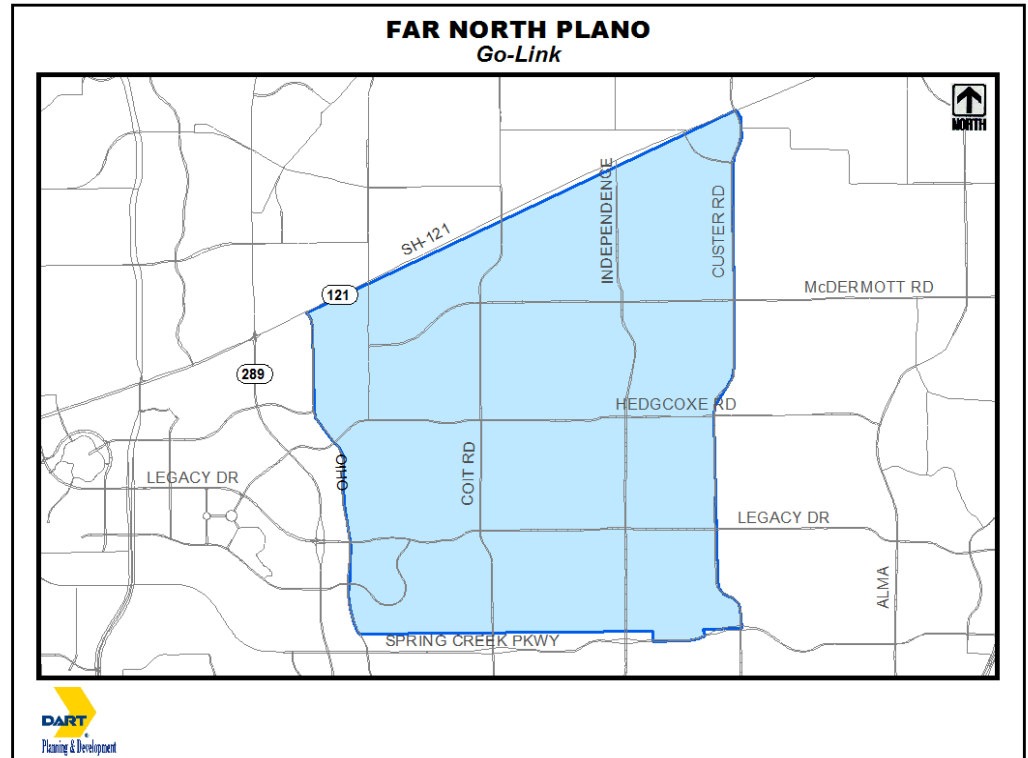 FAR NORTH PLANO
Go-Link
NORTH
SH-121
INDEPENDENCE
CUSTER RD
121
McDERMOTT RD
289
HEDGCOXE RD
OHIO
COIT RD
LEGACY DR
LEGACY DR
ALMA
SPRING CREEK PKWY
DART
Planning & Development